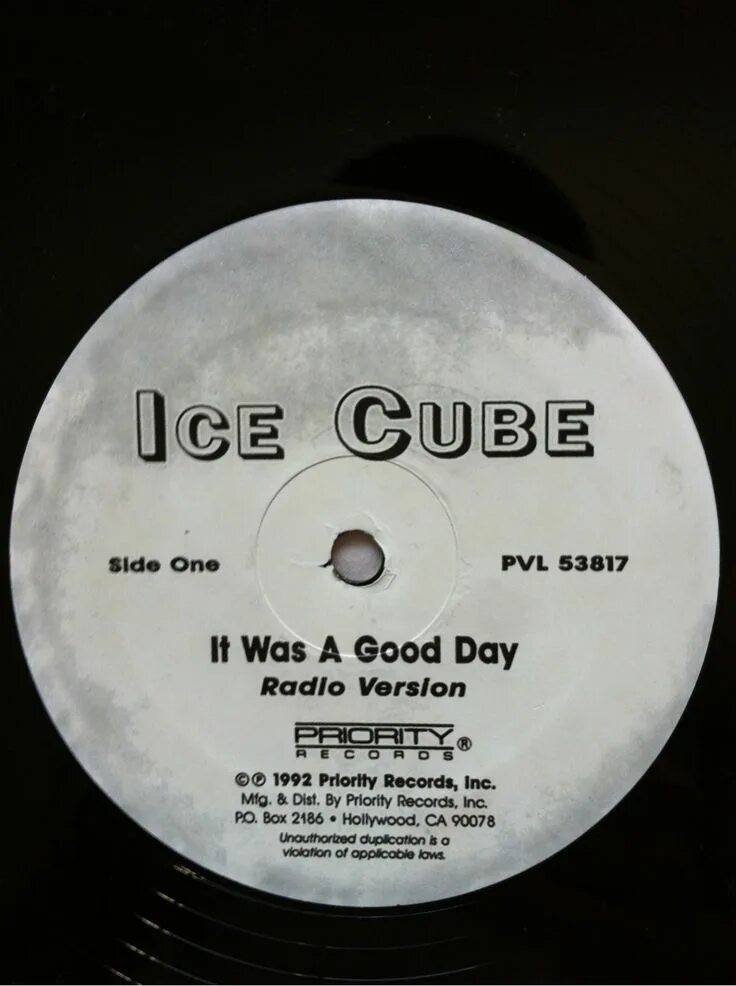 ICE CUBE
Side One
PVL 53817
It Was A Good Day
Radio Version
PRIORITY
RECORDS®
©℗ 1992 Priority Records, Inc.
Mfg. & Dist. By Priority Records, Inc.
P.O. Box 2186 • Hollywood, CA 90078
Unauthorized duplication is a
violation of applicable laws.